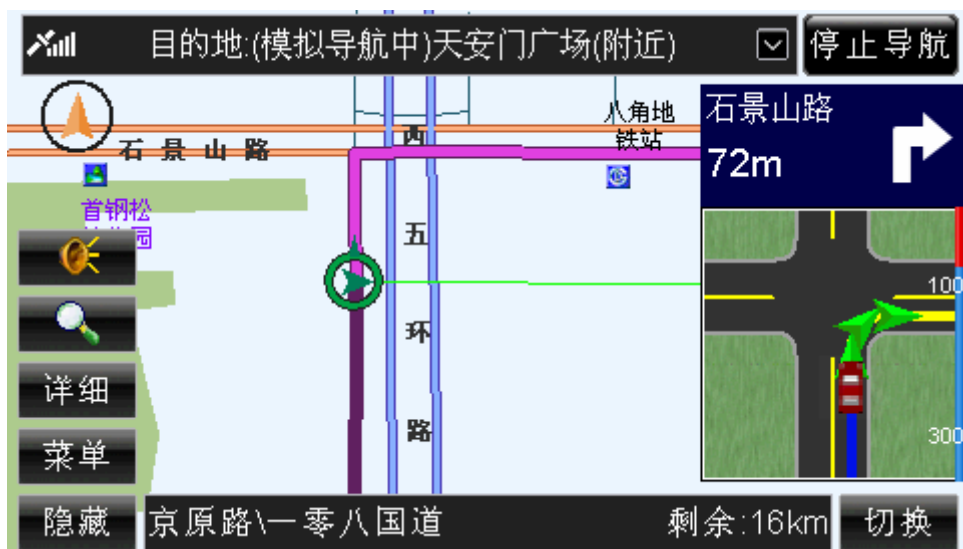 目的地:(模拟导航中)天安门广场(附近)
停止导航
石景山路
72m
八角地
铁站
西
五
环
路
石景山路
首钢松
园
100
300
详细
菜单
隐藏
京原路\一零八国道
剩余:16km
切换